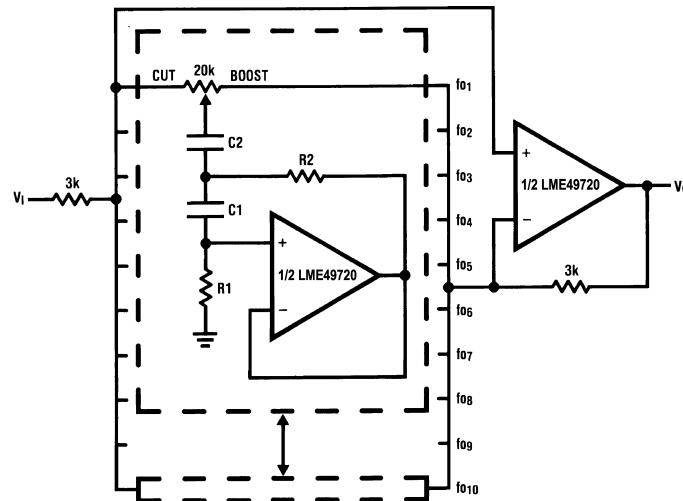 20k
CUT
BOOST
fo1
fo2
C2
+
fo3
R2
3k
VI
1/2 LME49720
V
C1
fo4
−
+
fo5
1/2 LME49720
3k
R1
−
fo6
fo7
fo8
fo9
fo10